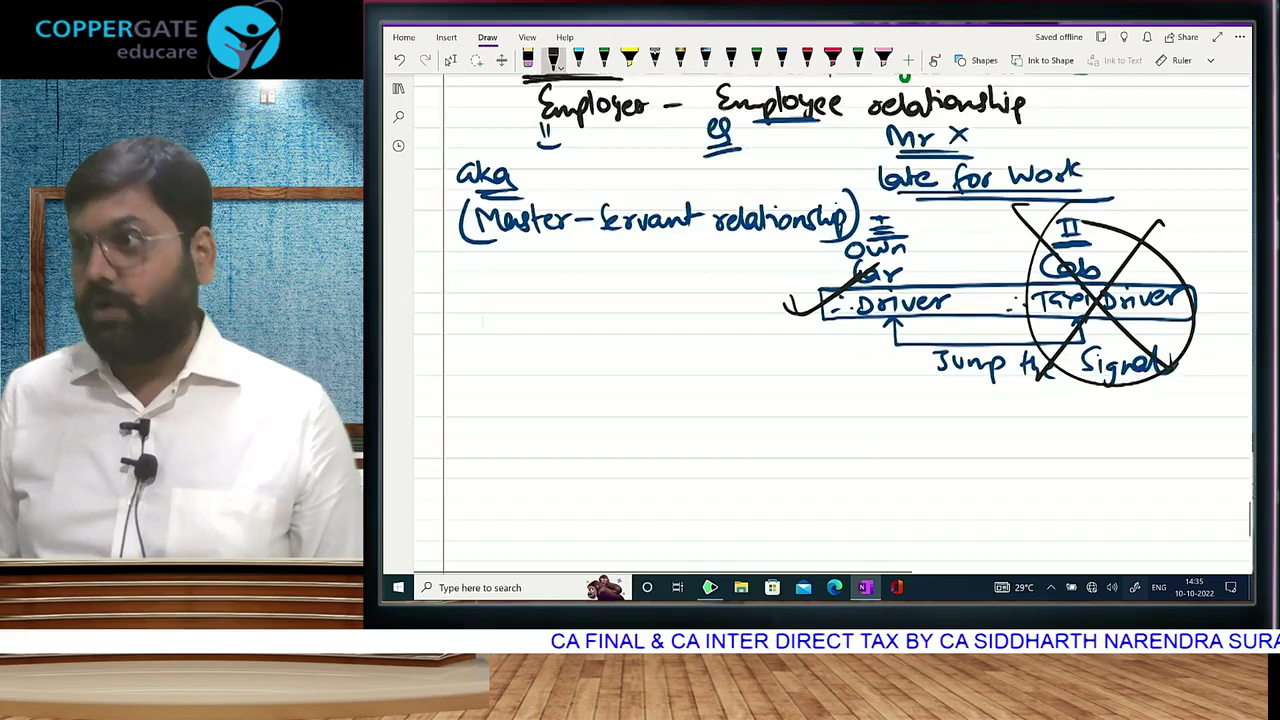 COPPERGATE
educare
Home Insert Draw View Help
Saved offline
Share
Shapes
Ink to Shape
Ink to Text
Ruler
Employer - Employee relationship
eg
Mr X
aka
late for Work
(Master-Servant relationship)
I
II
Own
Car
Cab
∴ Driver
∴ Taxi Driver
Jump the Signal
Type here to search
29°C
ENG
14:35
10-10-2022
CA FINAL & CA INTER DIRECT TAX BY CA SIDDHARTH NARENDRA SURA